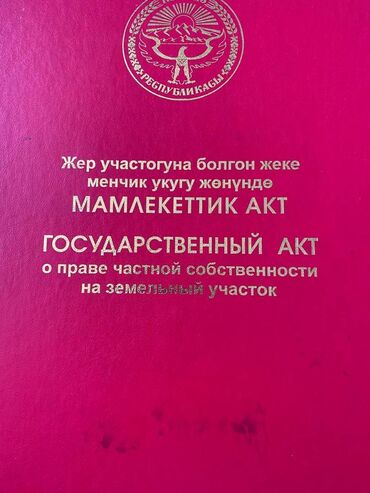 РЕСПУБЛИКАСЫ
Жер участогуна болгон жеке
менчик укугу жөнүндө
МАМЛЕКЕТТИК АКТ
ГОСУДАРСТВЕННЫЙ АКТ
о праве частной собственности
на земельный участок